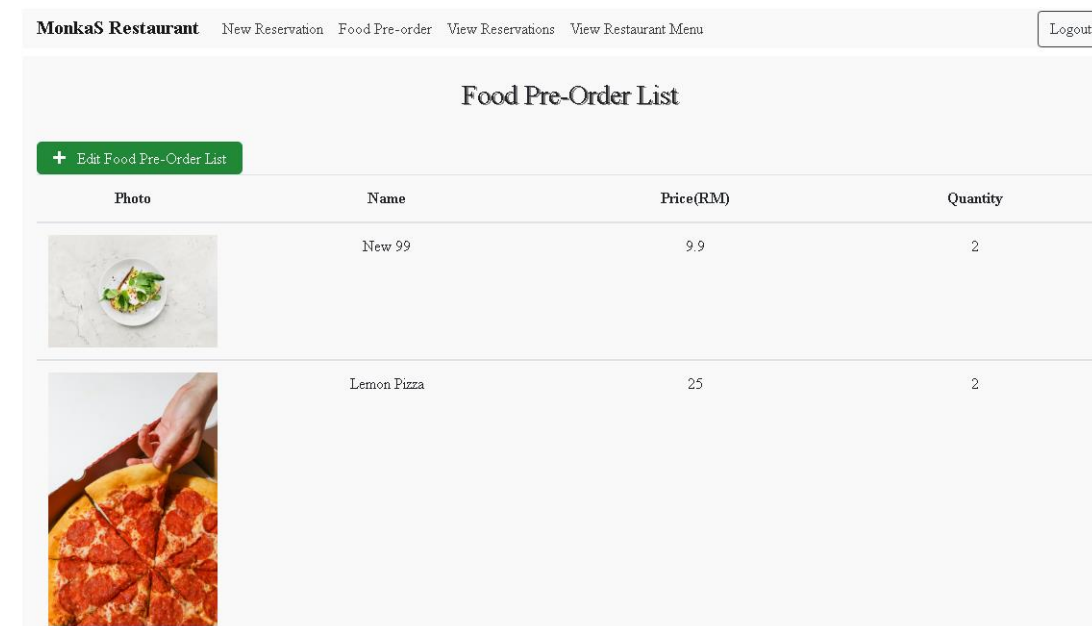 MonkaS Restaurant New Reservation Food Pre-order View Reservations View Restaurant Menu Logout
Food Pre-Order List
+ Edit Food Pre-Order List
Photo Name Price(RM) Quantity
New 99 9.9 2
Lemon Pizza 25 2